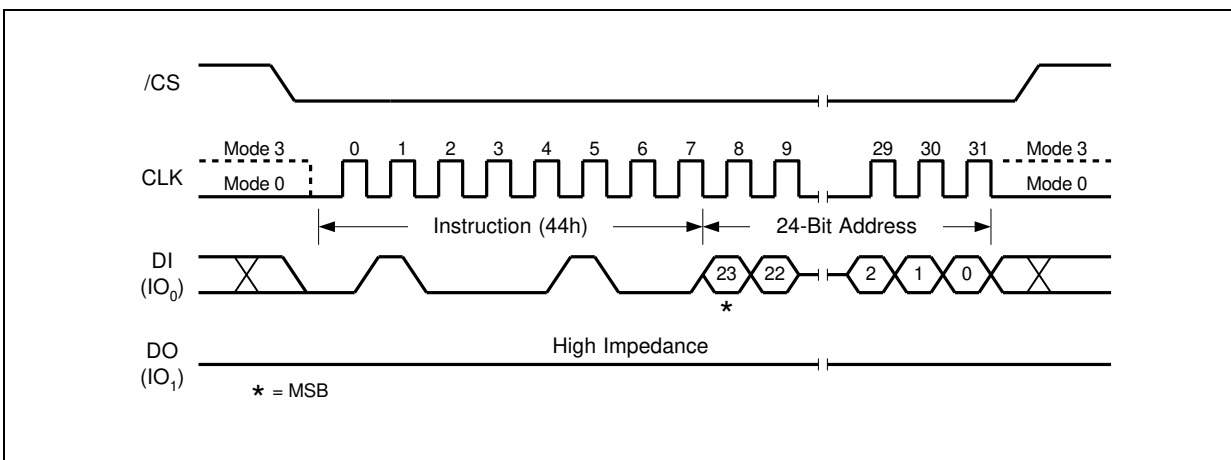 /CS
Mode 3 0 1 2 3 4 5 6 7 8 9 29 30 31 Mode 3
CLK
Mode 0 Mode 0
Instruction (44h) 24-Bit Address
DI
(IO₀)
23 22 2 1 0
*
High Impedance
DO
(IO₁)
* = MSB